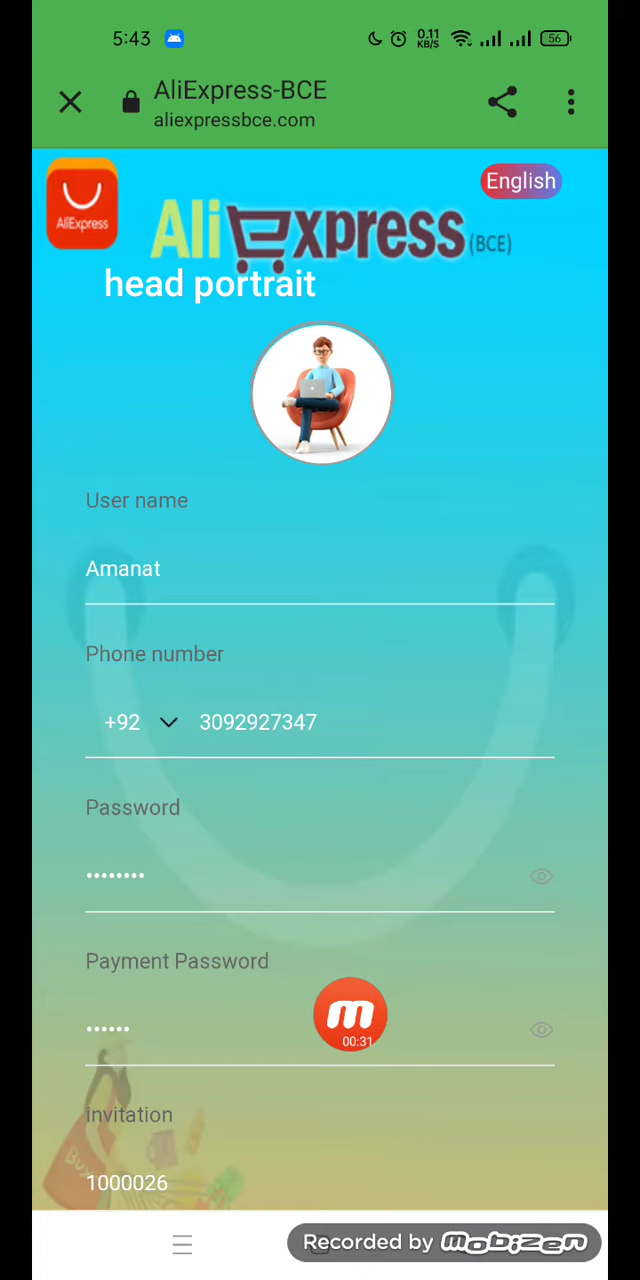 5:43
0.11
KB/S
56
AliExpress-BCE
aliexpressbce.com
English
AliExpress
AliExpress (BCE)
head portrait
User name
Amanat
Phone number
+92 3092927347
Password
••••••••
Payment Password
••••••
m
00:31
Invitation
Buy
1000026
Recorded by mobizen